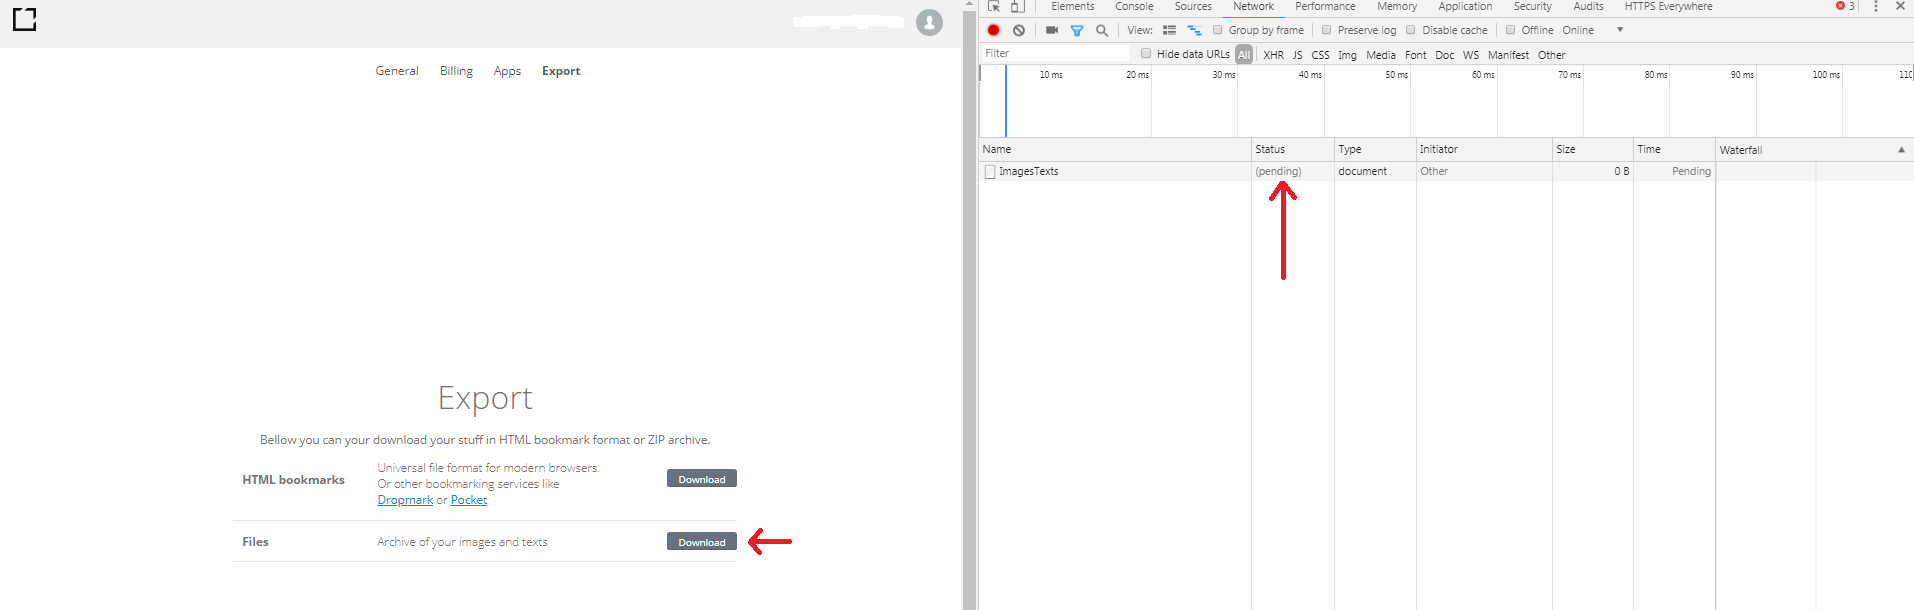 General Billing Apps Export
Export
Bellow you can your download your stuff in HTML bookmark format or ZIP archive.
HTML bookmarks
Universal file format for modern browsers.
Or other bookmarking services like
Dropmark or Pocket
Download
Files
Archive of your images and texts
Download
Elements Console Sources Network Performance Memory Application Security Audits HTTPS Everywhere 3
View: Group by frame Preserve log Disable cache Offline Online
Filter Hide data URLs All XHR JS CSS Img Media Font Doc WS Manifest Other
10 ms 20 ms 30 ms 40 ms 50 ms 60 ms 70 ms 80 ms 90 ms 100 ms 110
Name Status Type Initiator Size Time Waterfall
ImagesTexts (pending) document Other 0 B Pending